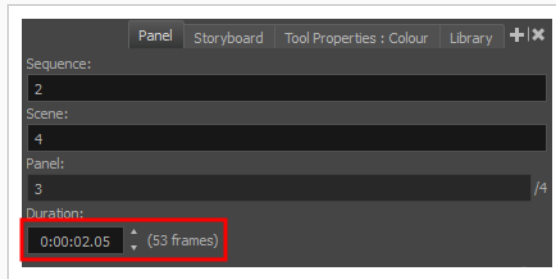 Panel Storyboard Tool Properties : Colour Library
Sequence:
2
Scene:
4
Panel:
3 /4
Duration:
0:00:02.05 (53 frames)